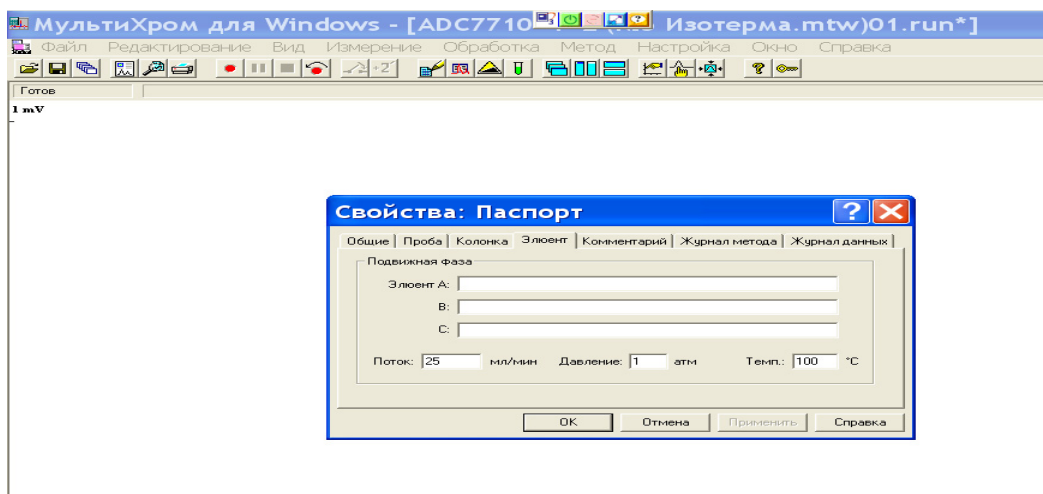 МультиХром для Windows - [ADC7710 Изотерма.mtw)01.run*]
Файл Редактирование Вид Измерение Обработка Метод Настройка Окно Справка
Готов
1 mV
Свойства: Паспорт
Общие Проба Колонка Элюент Комментарий Журнал метода Журнал данных
Подвижная фаза
Элюент А:
В:
С:
Поток: 25 мл/мин Давление: 1 атм Темп.: 100 °C
OK Отмена Применить Справка